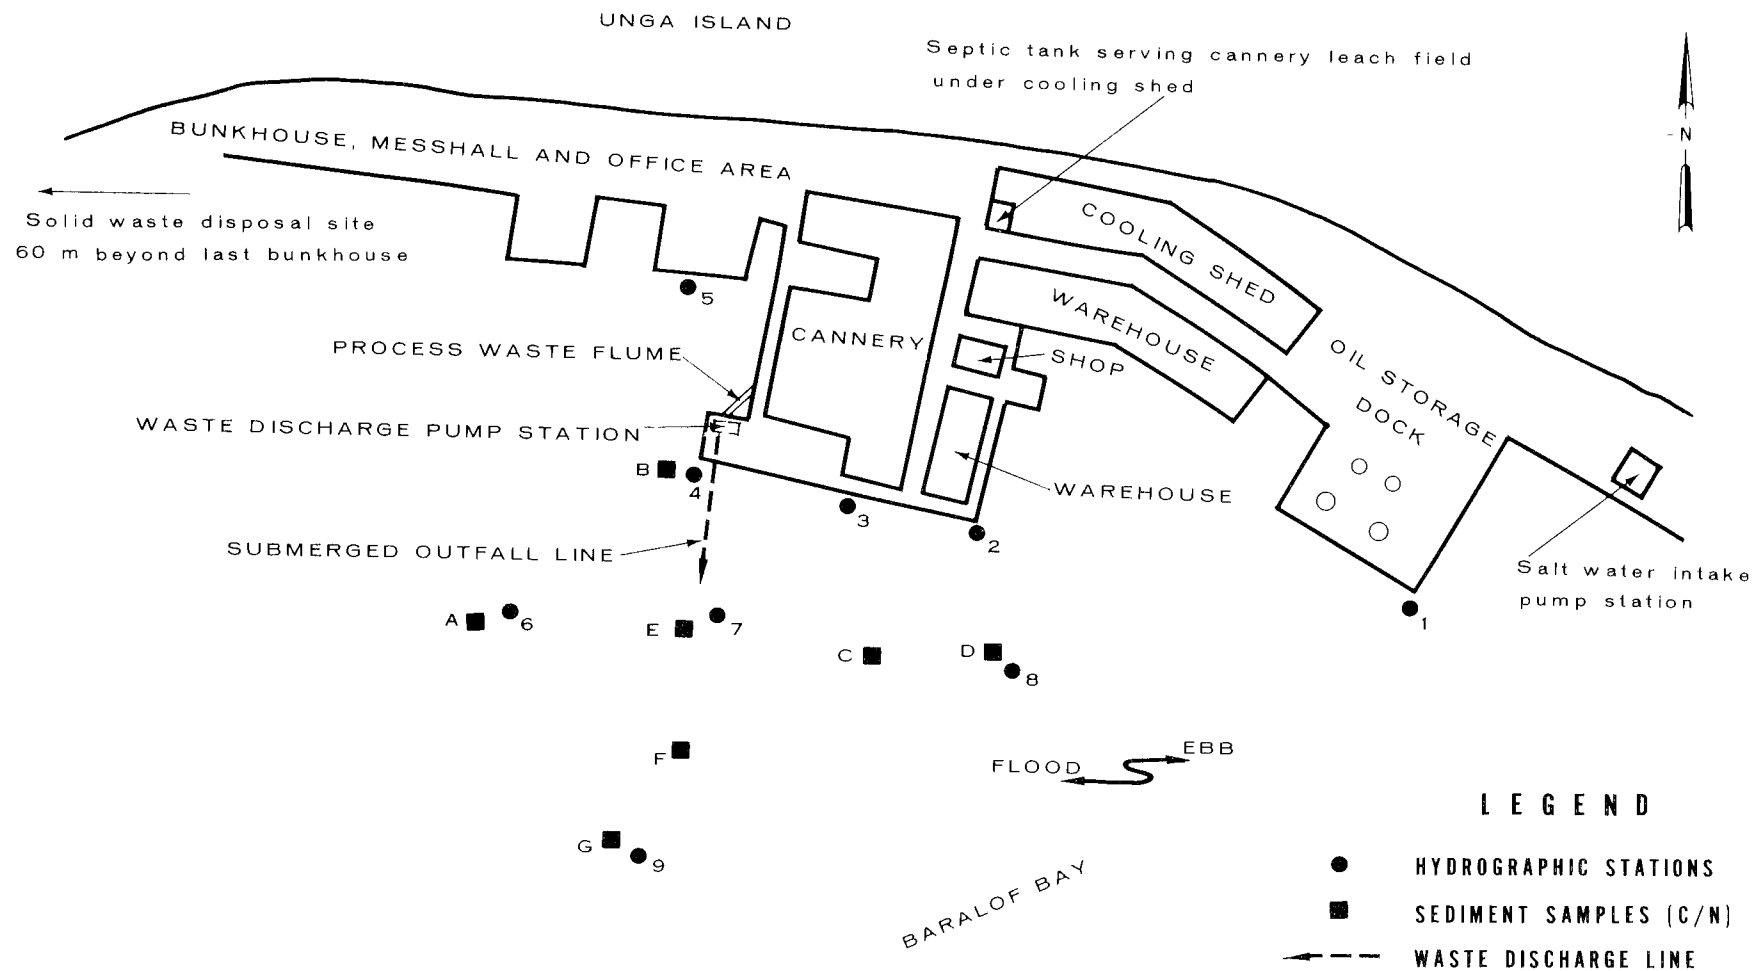 UNGA ISLAND
Septic tank serving cannery leach field
under cooling shed
N
BUNKHOUSE, MESSHALL AND OFFICE AREA
Solid waste disposal site
60 m beyond last bunkhouse
COOLING SHED
WAREHOUSE
5
CANNERY
PROCESS WASTE FLUME
SHOP
OIL STORAGE
DOCK
WASTE DISCHARGE PUMP STATION
B
4
3
WAREHOUSE
2
SUBMERGED OUTFALL LINE
Salt water intake
pump station
A
6
E
7
1
C
D
8
F
FLOOD
EBB
G
9
BARALOF BAY
LEGEND
HYDROGRAPHIC STATIONS
SEDIMENT SAMPLES (C/N)
WASTE DISCHARGE LINE